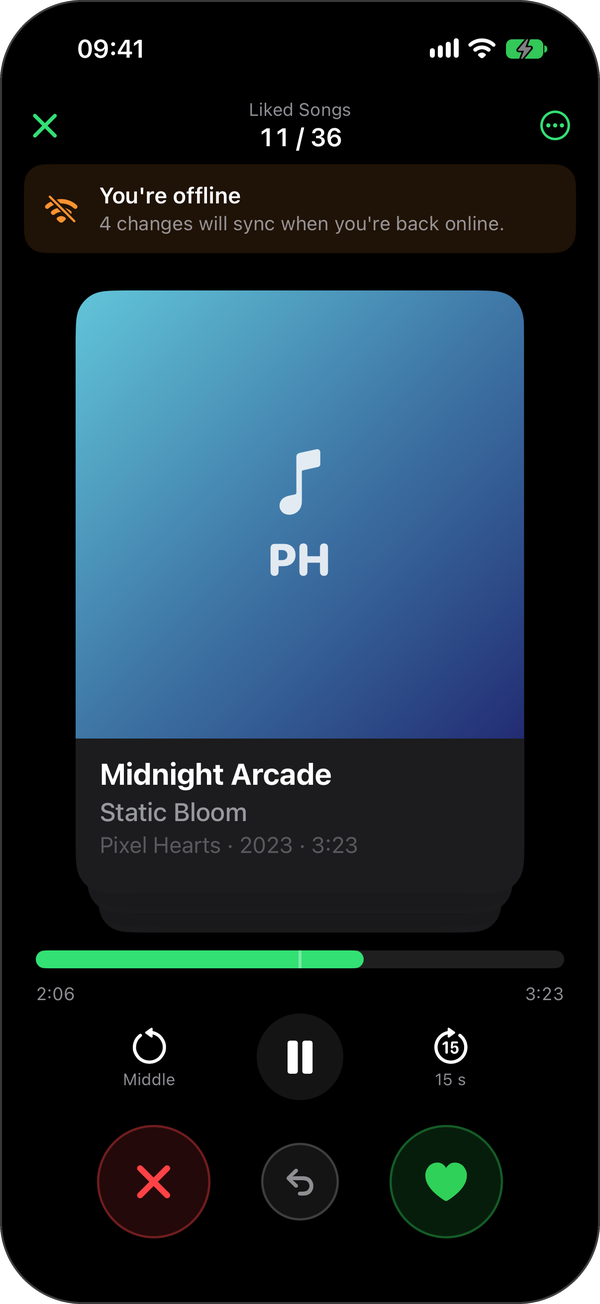 09:41
Liked Songs
11 / 36
You're offline
4 changes will sync when you're back online.
PH
Midnight Arcade
Static Bloom
Pixel Hearts · 2023 · 3:23
2:06
3:23
15
Middle
15 s